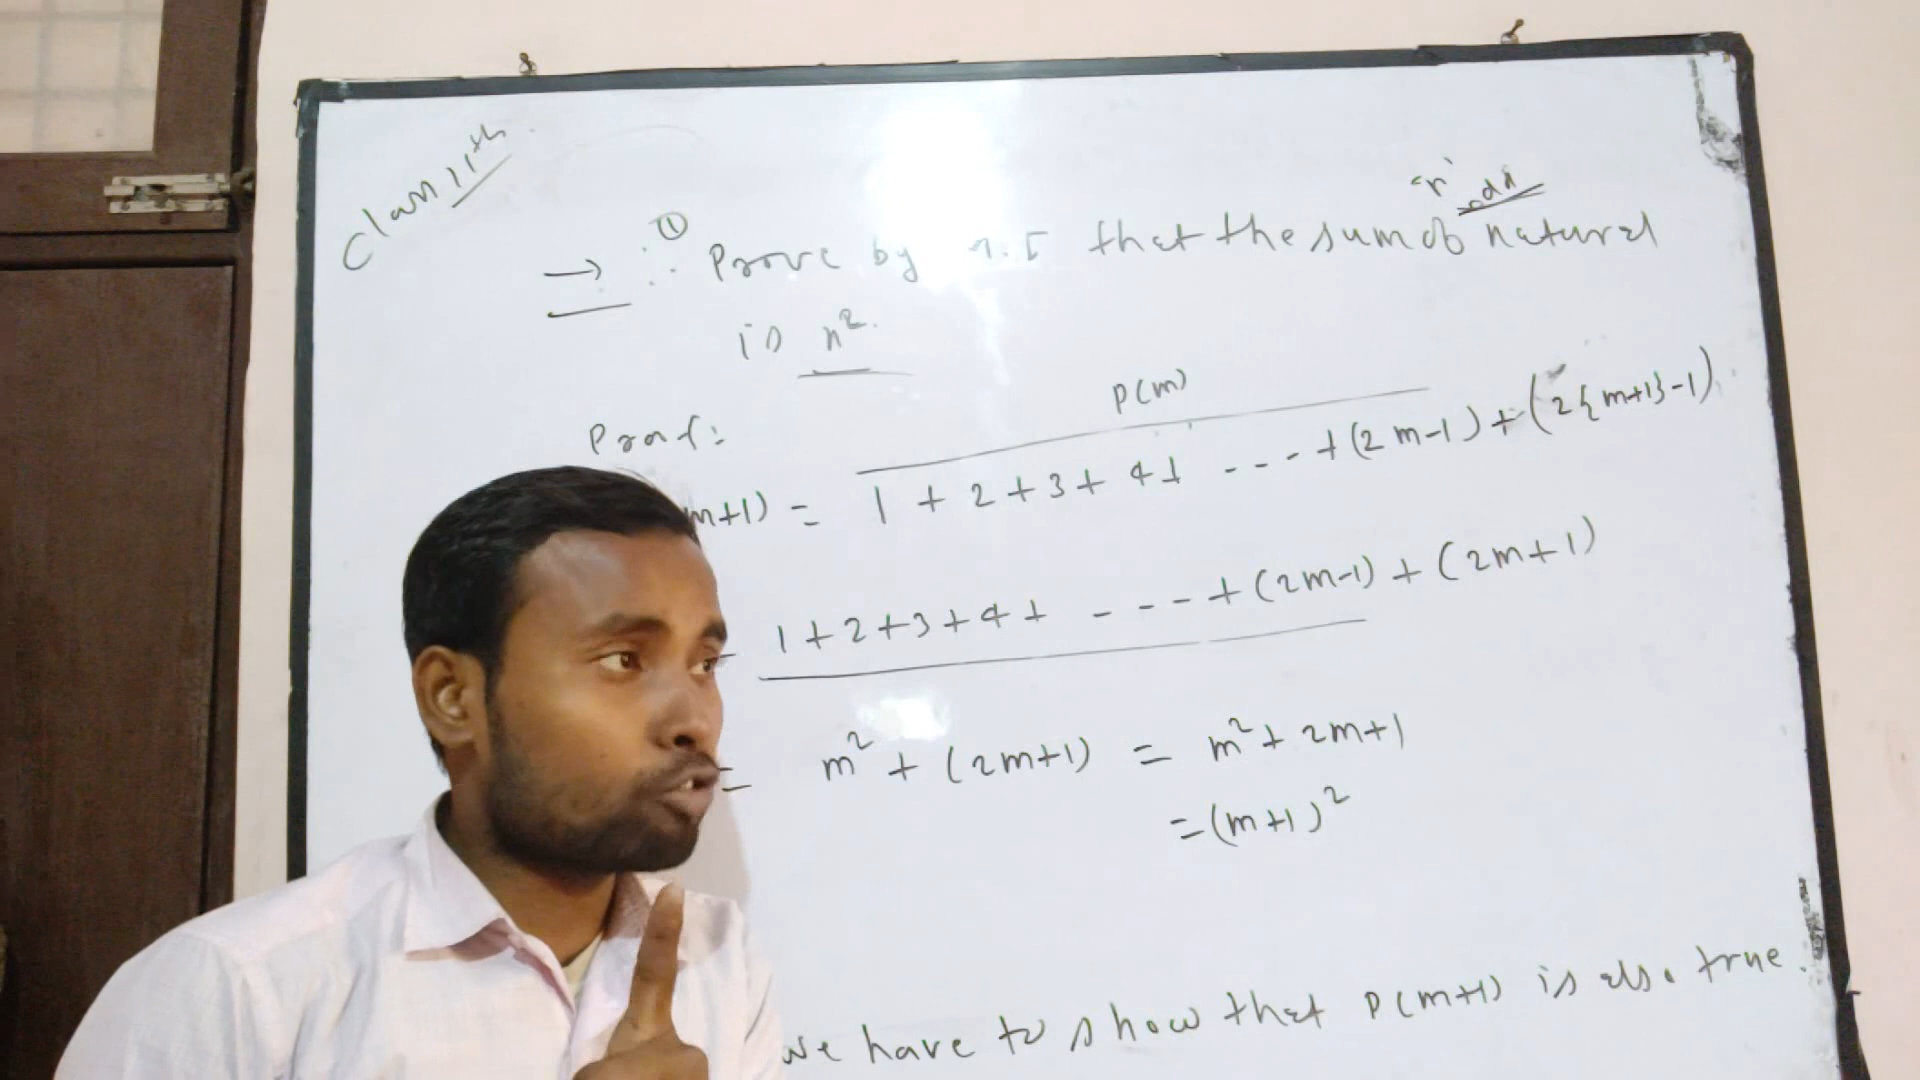 Class 11th
'n' odd
→ ① Prove by M.I that the sum of natural
is n².
Proof:
P(m)
m+1) = 1 + 2 + 3 + 4 + ---- + (2m-1) + (2{m+1}-1)
= 1 + 2 + 3 + 4 + ---- + (2m-1) + (2m+1)
= m² + (2m+1) = m² + 2m+1
= (m+1)²
we have to show that P(m+1) is also true.